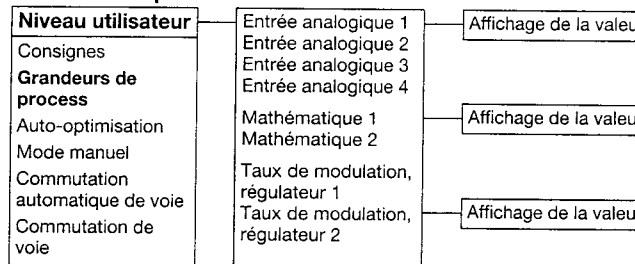 Niveau utilisateur
Consignes
Grandeurs de
process
Auto-optimisation
Mode manuel
Commutation
automatique de voie
Commutation de
voie
Entrée analogique 1
Entrée analogique 2
Entrée analogique 3
Entrée analogique 4
Mathématique 1
Mathématique 2
Taux de modulation,
régulateur 1
Taux de modulation,
régulateur 2
Affichage de la valeu
Affichage de la valeu
Affichage de la valeu